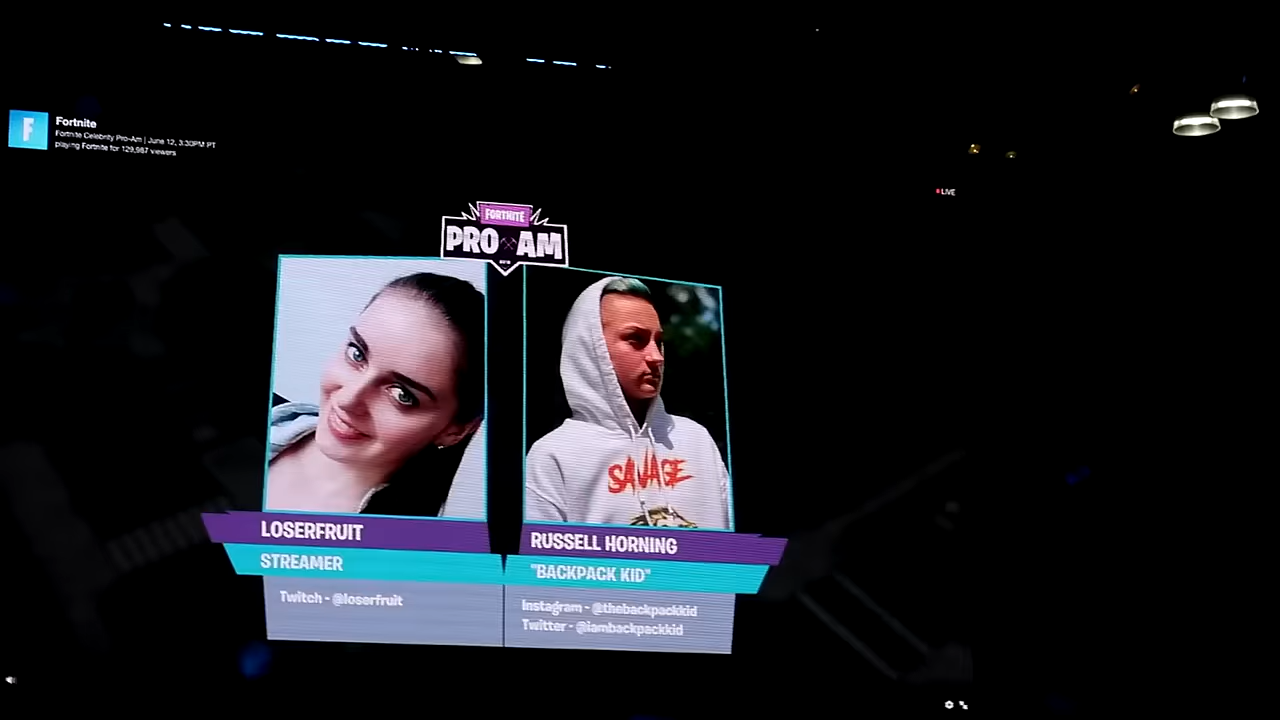 Fortnite
Fortnite Celebrity Pro-Am | June 12, 3:30PM PT
playing Fortnite for 129,987 viewers
LIVE
FORTNITE
PRO AM
LOSERFRUIT
STREAMER
Twitch - @loserfruit
SAVAGE
RUSSELL HORNING
"BACKPACK KID"
Instagram - @thebackpackkid
Twitter - @iambackpackkid